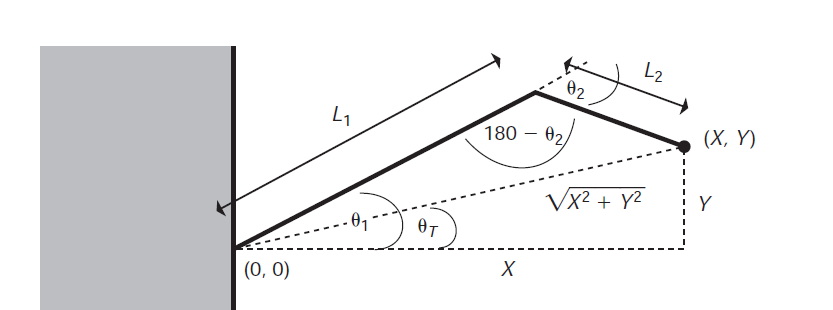 L₁
L₂
θ₂
180 − θ₂
(X, Y)
θ₁
θT
√X² + Y²
Y
(0, 0)
X